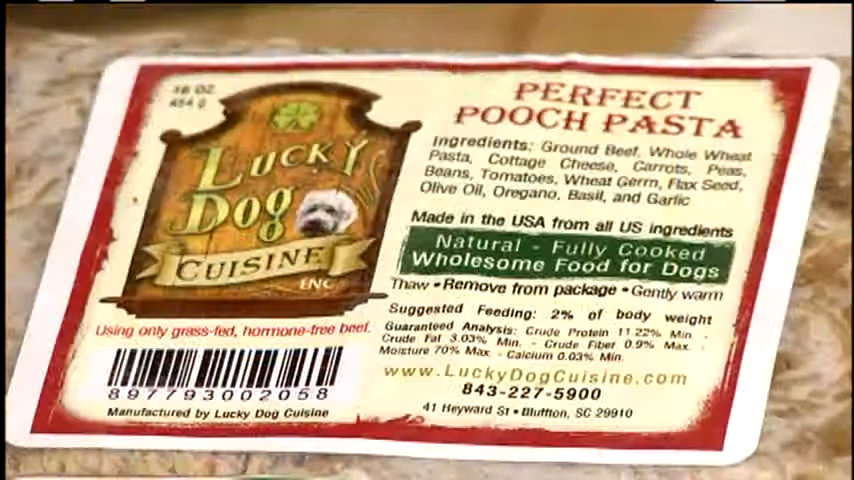 16 OZ
454 g
LUCKY
Dog
CUISINE
INC
Using only grass-fed, hormone-free beef.
897793002058
Manufactured by Lucky Dog Cuisine
PERFECT
POOCH PASTA
Ingredients: Ground Beef, Whole Wheat
Pasta, Cottage Cheese, Carrots, Peas,
Beans, Tomatoes, Wheat Germ, Flax Seed,
Olive Oil, Oregano, Basil, and Garlic
Made in the USA from all US ingredients
Natural - Fully Cooked
Wholesome Food for Dogs
Thaw • Remove from package • Gently warm
Suggested Feeding: 2% of body weight
Guaranteed Analysis: Crude Protein 11.22% Min -
Crude Fat 3.03% Min. - Crude Fiber 0.9% Max. -
Moisture 70% Max. - Calcium 0.03% Min.
www.LuckyDogCuisine.com
843-227-5900
41 Heyward St • Bluffton, SC 29910